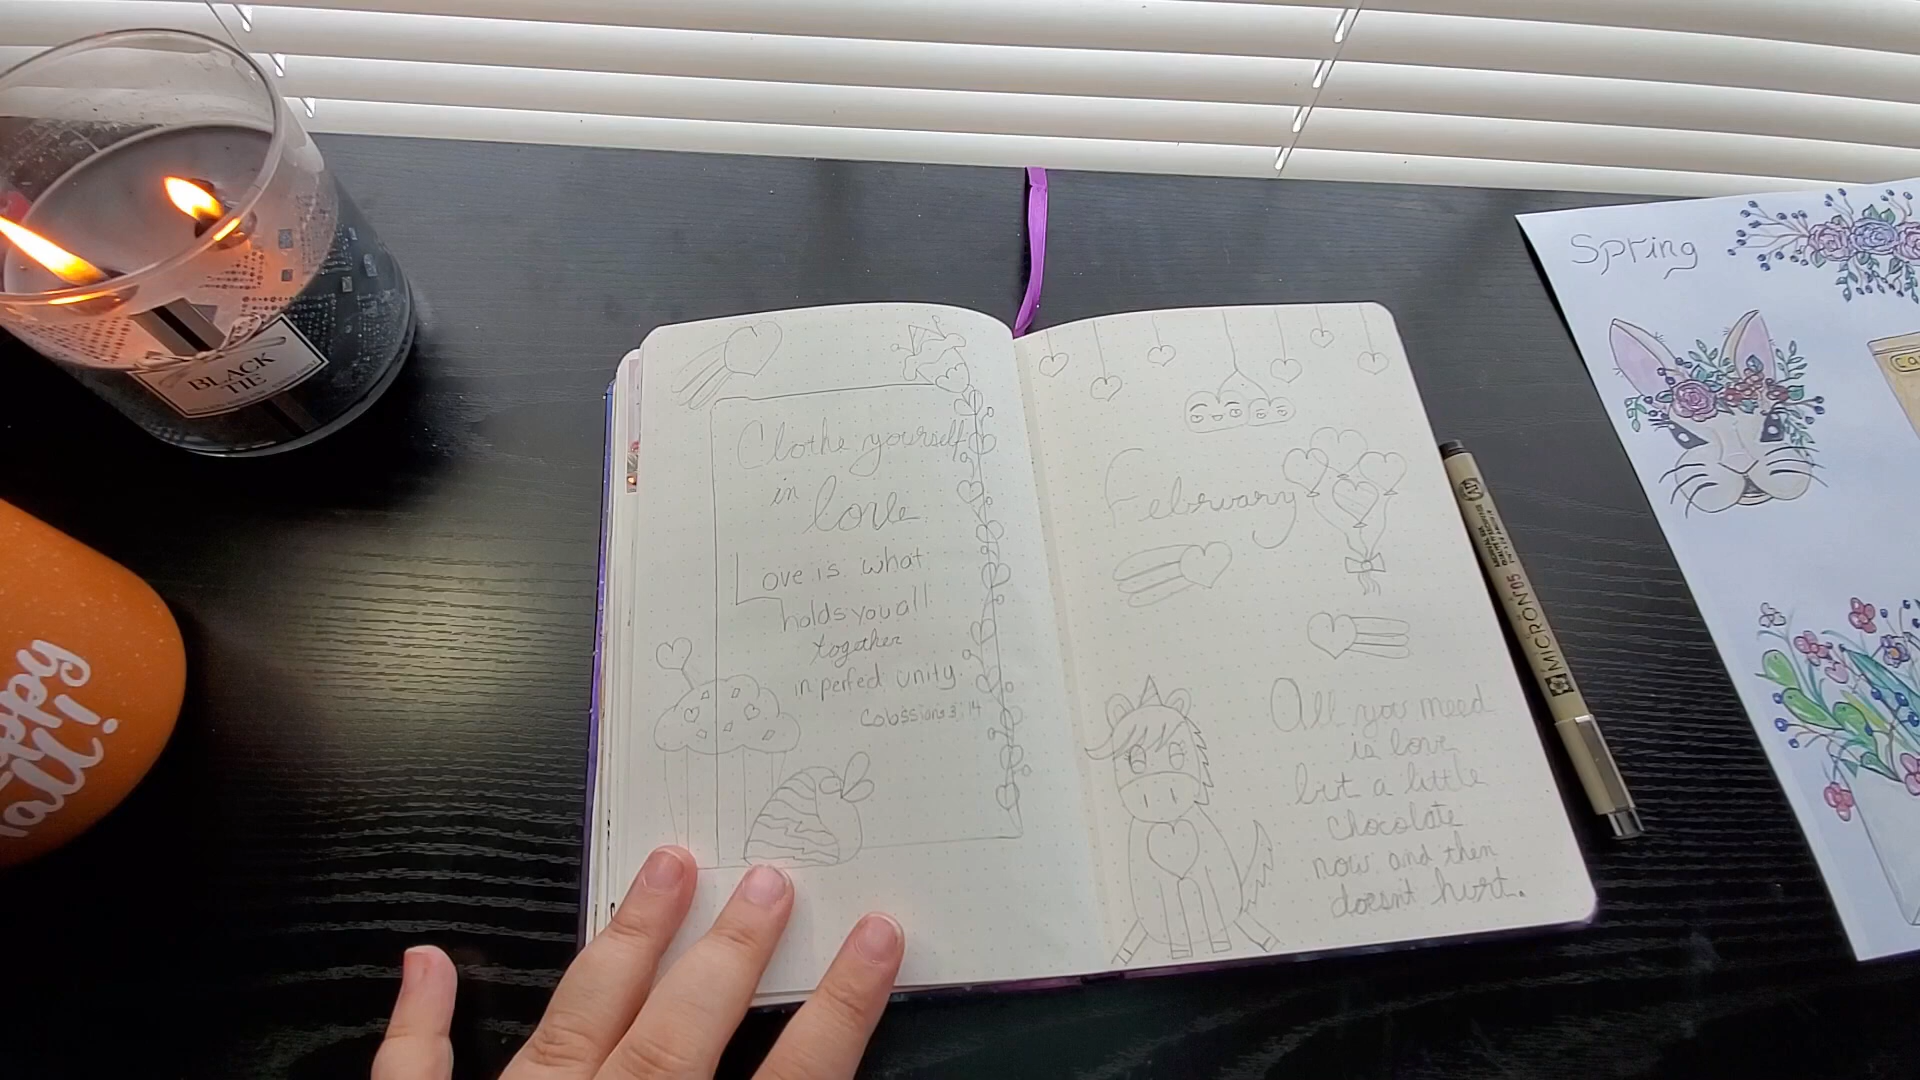 BLACK
TIE
Happy
Fall!
Clothe yourself
in love
Love is what
holds you all
together
in perfect unity.
Colossians 3:14
February
All you need
is love
but a little
chocolate
now and then
doesn't hurt.
MICRON 05
Spring